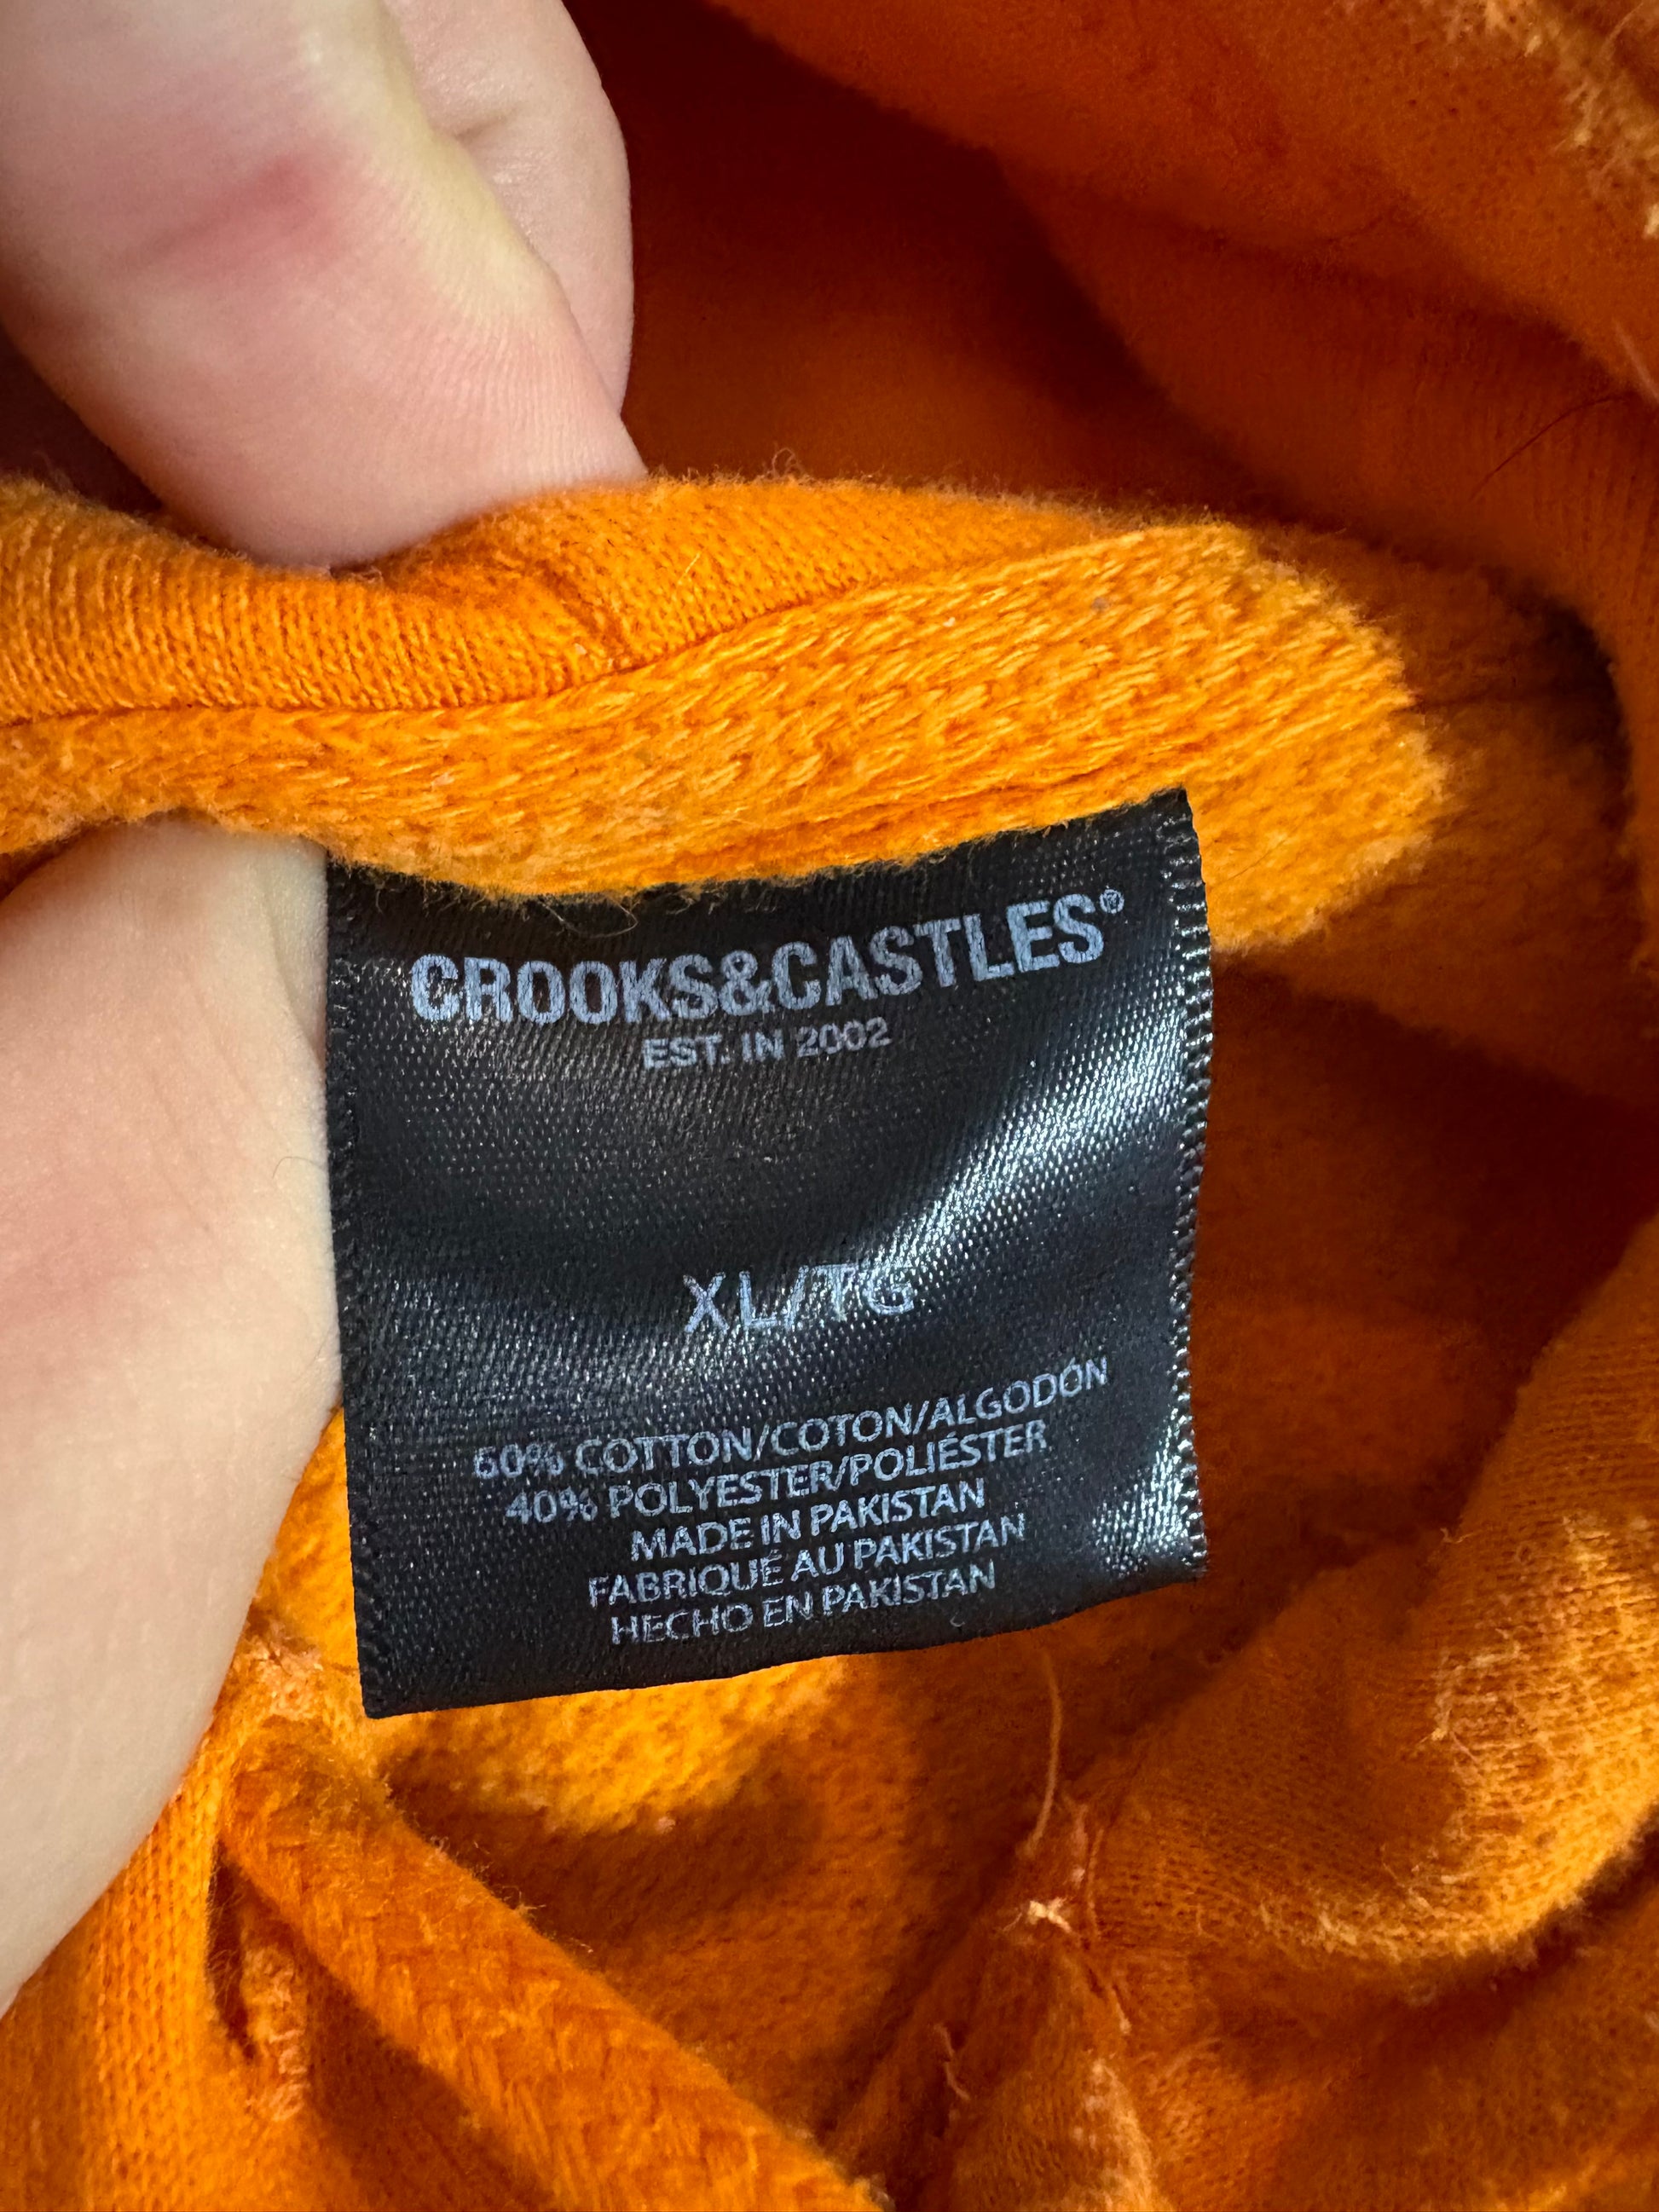 CROOKS&CASTLES®
EST. IN 2002
XL/TG
60% COTTON/COTON/ALGODÓN
40% POLYESTER/POLIÉSTER
MADE IN PAKISTAN
FABRIQUÉ AU PAKISTAN
HECHO EN PAKISTAN